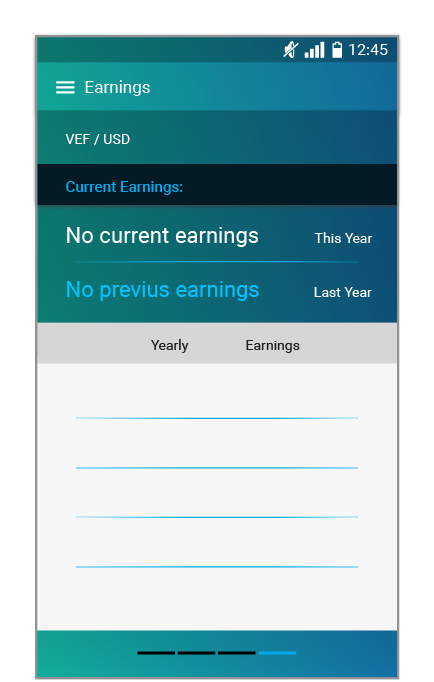 12:45
Earnings
VEF / USD
Current Earnings:
No current earnings This Year
No previus earnings Last Year
Yearly Earnings